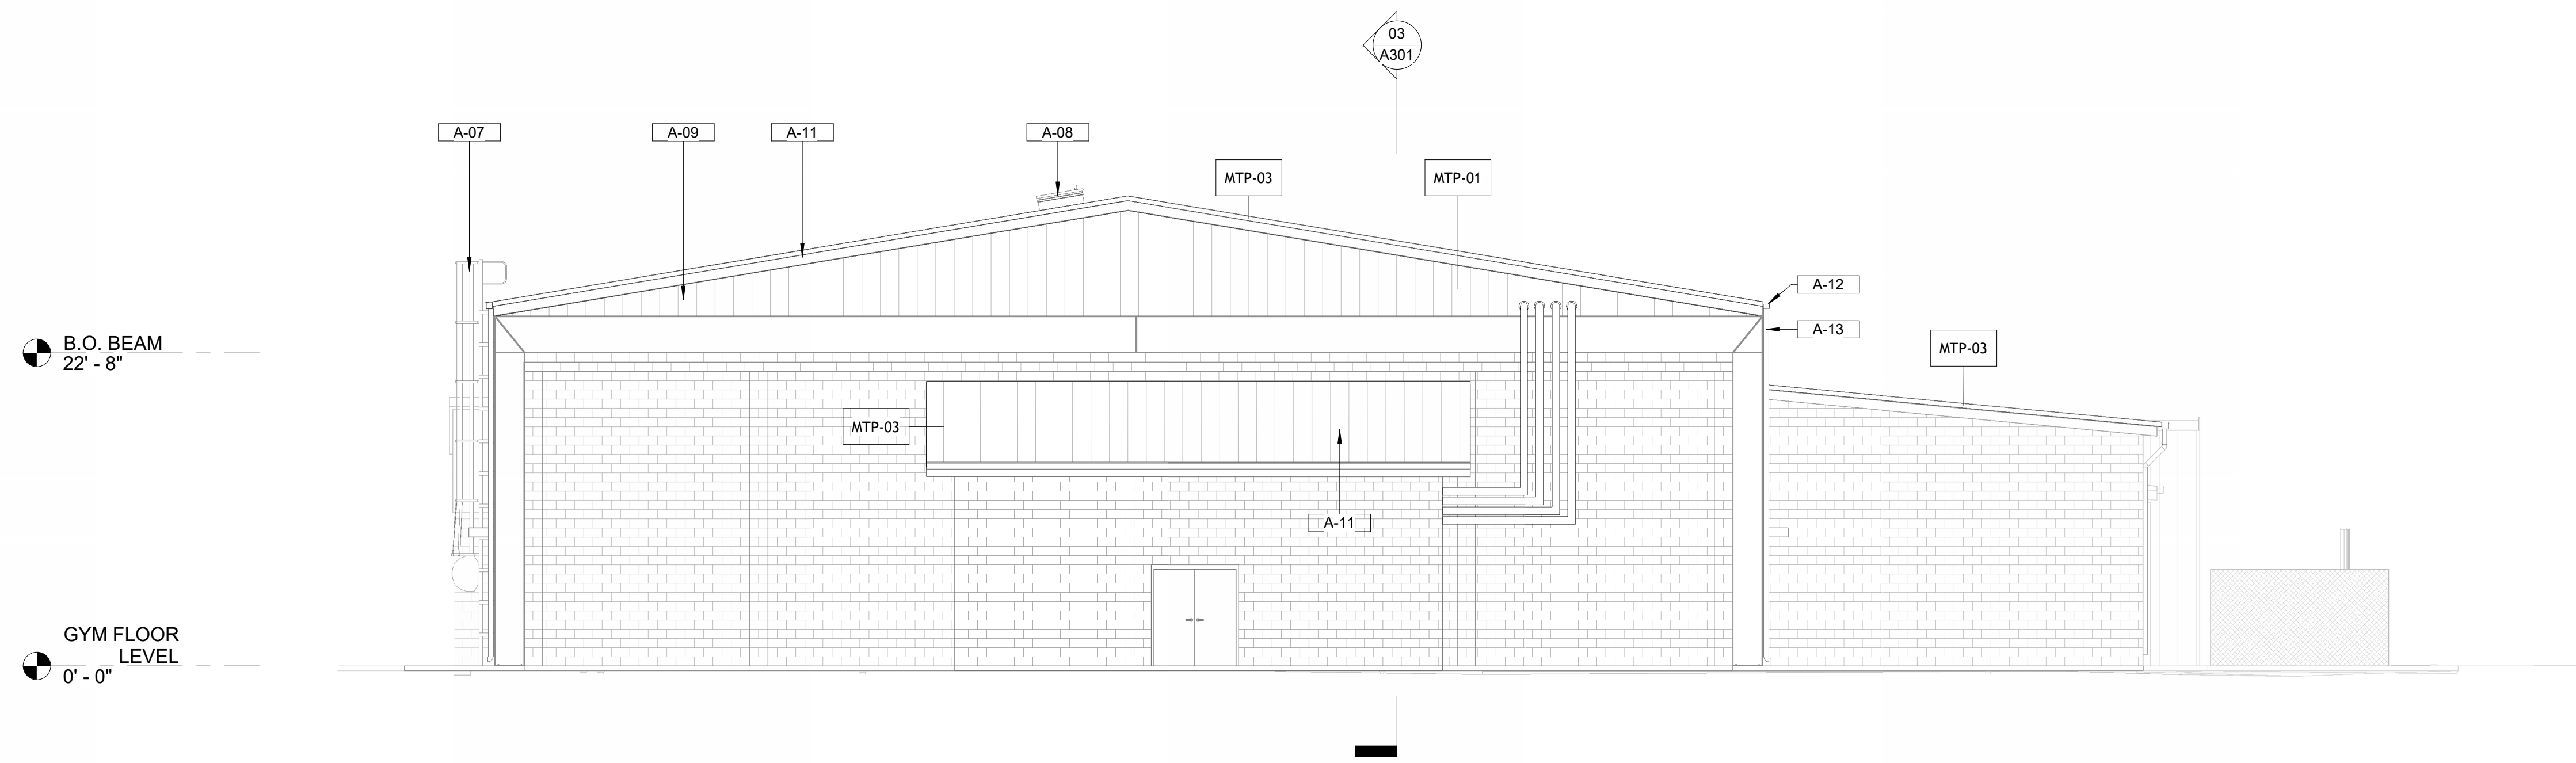 03
A301
A-07
A-09
A-11
A-08
MTP-03
MTP-01
A-12
A-13
B.O. BEAM
22' - 8"
MTP-03
MTP-03
A-11
GYM FLOOR
LEVEL
0' - 0"